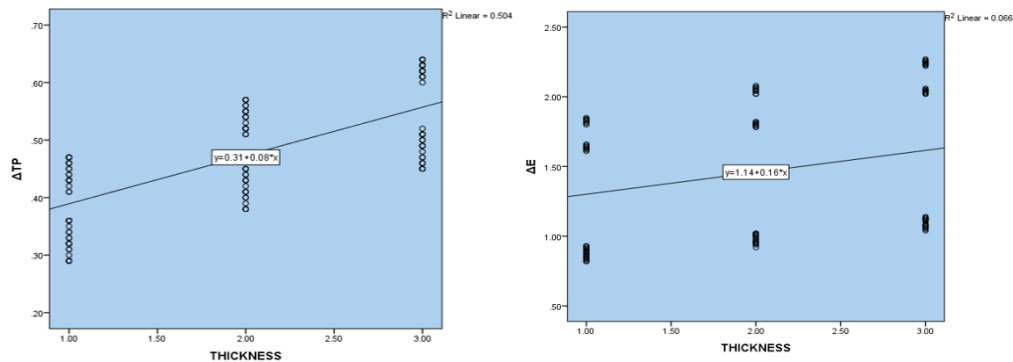 R² Linear = 0.504
.70
.60
.50
.40
.30
.20
ΔTP
y=0.31+0.08*x
1.00 1.50 2.00 2.50 3.00
THICKNESS
R² Linear = 0.066
2.50
2.00
1.50
1.00
.50
ΔE
y=1.14+0.16*x
1.00 1.50 2.00 2.50 3.00
THICKNESS